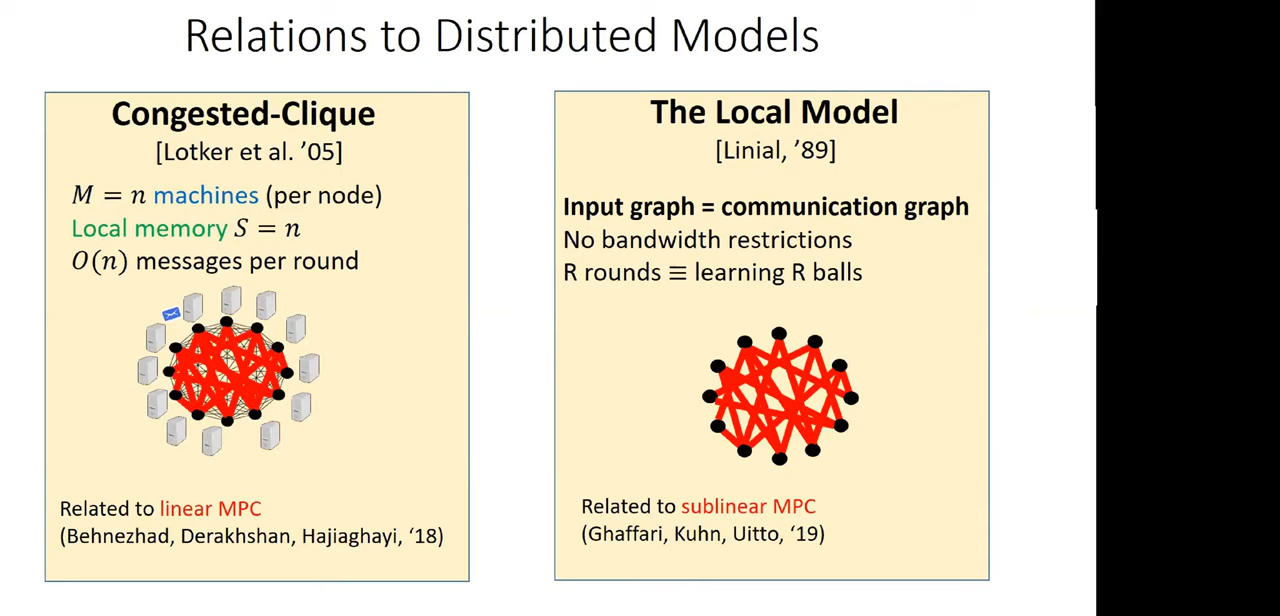 Relations to Distributed Models
Congested-Clique
[Lotker et al. ’05]
M = n machines (per node)
Local memory S = n
O(n) messages per round
Related to linear MPC
(Behnezhad, Derakhshan, Hajiaghayi, ‘18)
The Local Model
[Linial, ’89]
Input graph = communication graph
No bandwidth restrictions
R rounds ≡ learning R balls
Related to sublinear MPC
(Ghaffari, Kuhn, Uitto, ‘19)